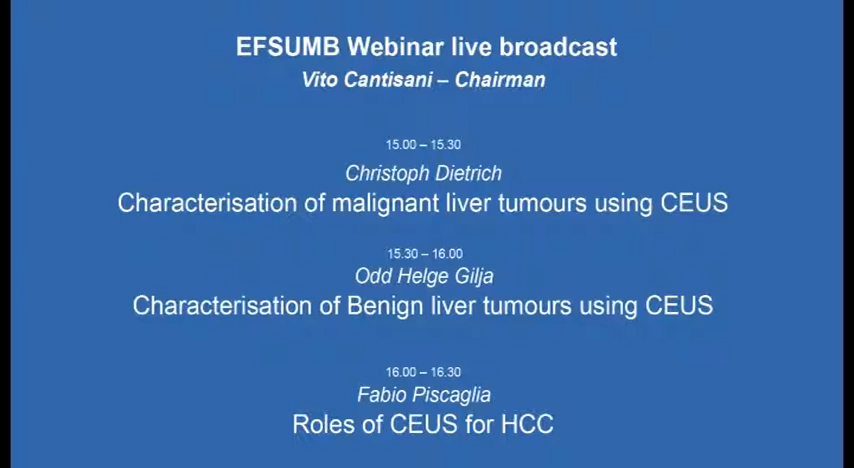 EFSUMB Webinar live broadcast
Vito Cantisani – Chairman
15.00 – 15.30
Christoph Dietrich
Characterisation of malignant liver tumours using CEUS
15.30 – 16.00
Odd Helge Gilja
Characterisation of Benign liver tumours using CEUS
16.00 – 16.30
Fabio Piscaglia
Roles of CEUS for HCC